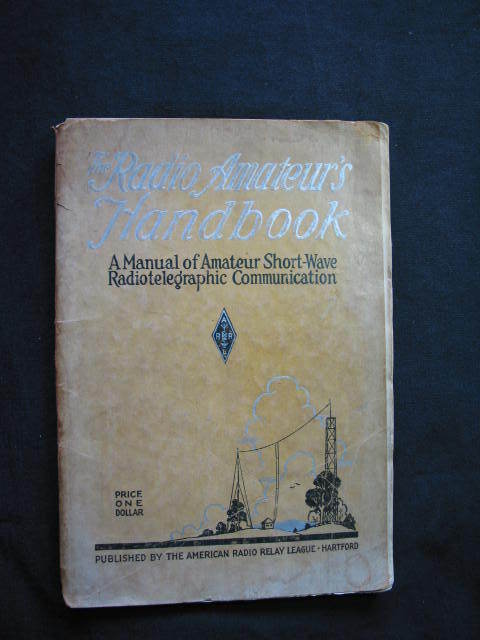 The Radio Amateur's
Handbook
A Manual of Amateur Short-Wave
Radiotelegraphic Communication
A
R R
L
PRICE
ONE
DOLLAR
PUBLISHED BY THE AMERICAN RADIO RELAY LEAGUE - HARTFORD